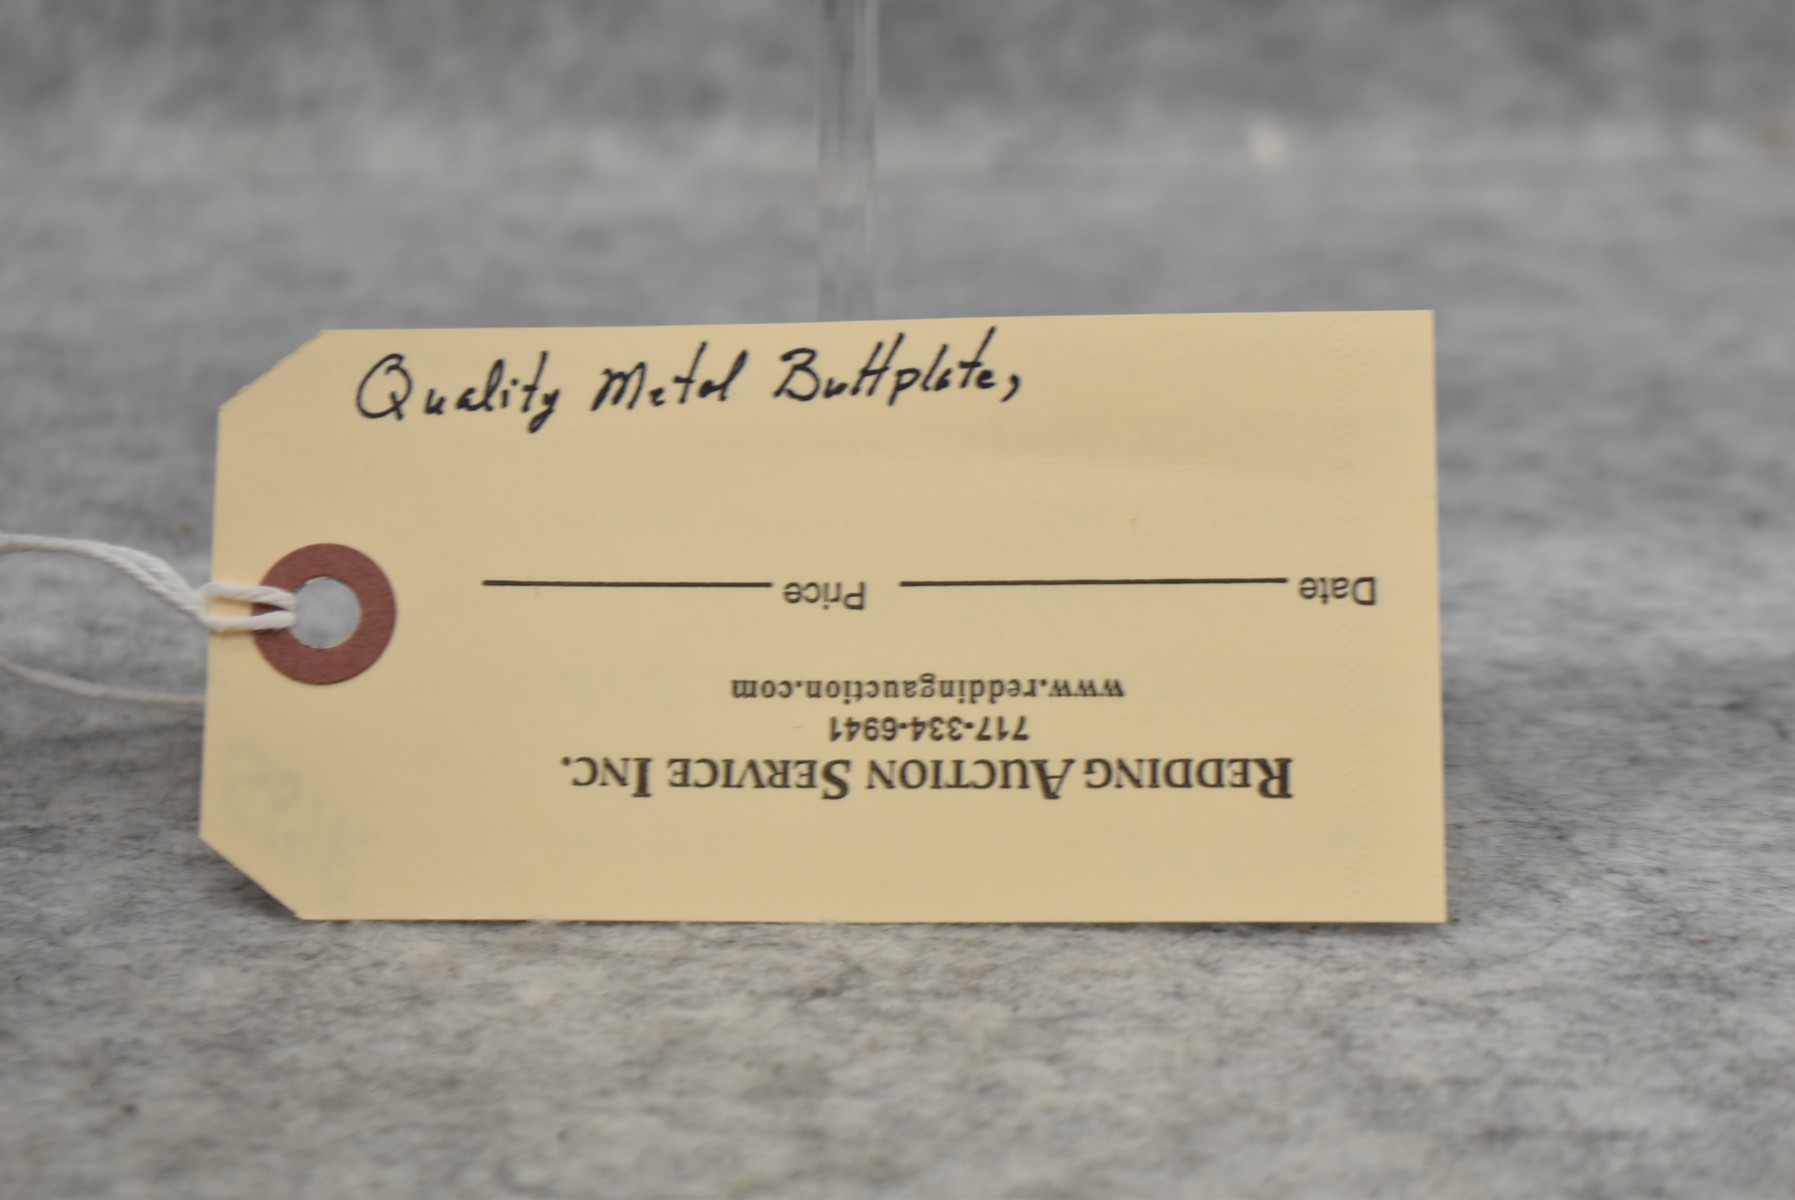 Quality Metal Buttplate,
REDDING AUCTION SERVICE INC.
717-334-6941
www.reddingauction.com
Date Price